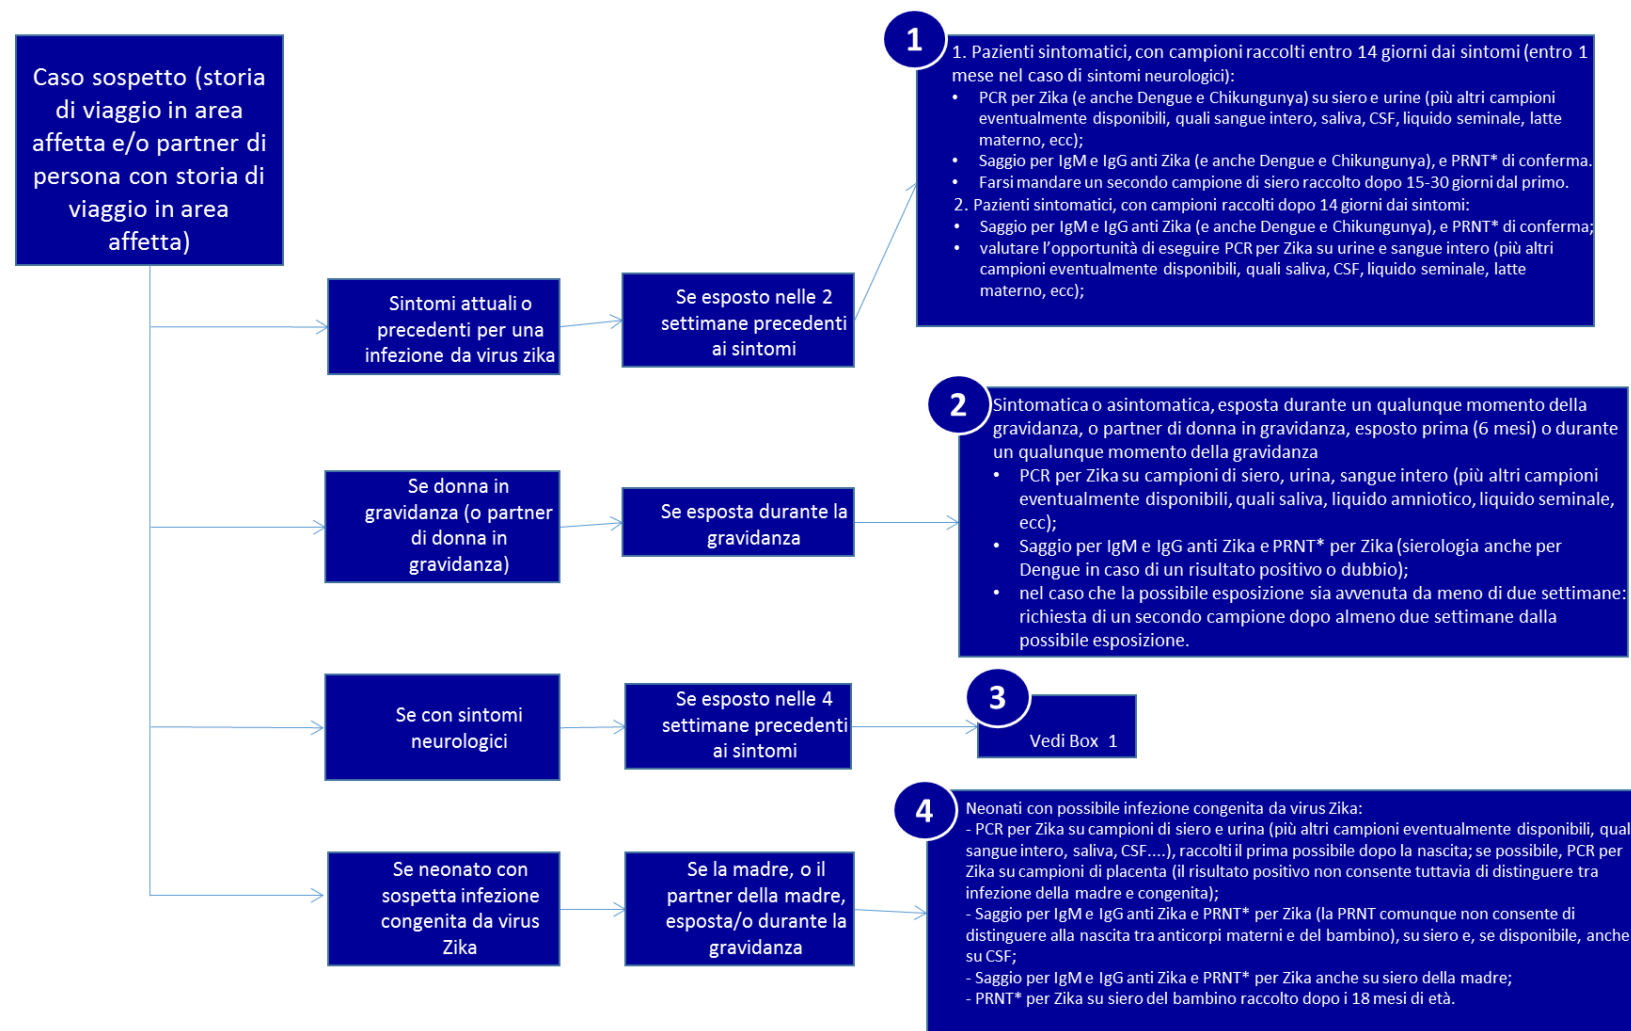 Caso sospetto (storia
di viaggio in area
affetta e/o partner di
persona con storia di
viaggio in area
affetta)
Sintomi attuali o
precedenti per una
infezione da virus zika
Se esposto nelle 2
settimane precedenti
ai sintomi
1
1. Pazienti sintomatici, con campioni raccolti entro 14 giorni dai sintomi (entro 1
mese nel caso di sintomi neurologici):
• PCR per Zika (e anche Dengue e Chikungunya) su siero e urine (più altri campioni
eventualmente disponibili, quali sangue intero, saliva, CSF, liquido seminale, latte
materno, ecc);
• Saggio per IgM e IgG anti Zika (e anche Dengue e Chikungunya), e PRNT* di conferma.
• Farsi mandare un secondo campione di siero raccolto dopo 15-30 giorni dal primo.
2. Pazienti sintomatici, con campioni raccolti dopo 14 giorni dai sintomi:
• Saggio per IgM e IgG anti Zika (e anche Dengue e Chikungunya), e PRNT* di conferma;
• valutare l'opportunità di eseguire PCR per Zika su urine e sangue intero (più altri
campioni eventualmente disponibili, quali saliva, CSF, liquido seminale, latte
materno, ecc);
Se donna in
gravidanza (o partner
di donna in
gravidanza)
Se esposta durante la
gravidanza
2
Sintomatica o asintomatica, esposta durante un qualunque momento della
gravidanza, o partner di donna in gravidanza, esposto prima (6 mesi) o durante
un qualunque momento della gravidanza
• PCR per Zika su campioni di siero, urina, sangue intero (più altri campioni
eventualmente disponibili, quali saliva, liquido amniotico, liquido seminale,
ecc);
• Saggio per IgM e IgG anti Zika e PRNT* per Zika (sierologia anche per
Dengue in caso di un risultato positivo o dubbio);
• nel caso che la possibile esposizione sia avvenuta da meno di due settimane:
richiesta di un secondo campione dopo almeno due settimane dalla
possibile esposizione.
Se con sintomi
neurologici
Se esposto nelle 4
settimane precedenti
ai sintomi
3
Vedi Box 1
Se neonato con
sospetta infezione
congenita da virus
Zika
Se la madre, o il
partner della madre,
esposta/o durante la
gravidanza
4
Neonati con possibile infezione congenita da virus Zika:
- PCR per Zika su campioni di siero e urina (più altri campioni eventualmente disponibili, qual
sangue intero, saliva, CSF....), raccolti il prima possibile dopo la nascita; se possibile, PCR per
Zika su campioni di placenta (il risultato positivo non consente tuttavia di distinguere tra
infezione della madre e congenita);
- Saggio per IgM e IgG anti Zika e PRNT* per Zika (la PRNT comunque non consente di
distinguere alla nascita tra anticorpi materni e del bambino), su siero e, se disponibile, anche
su CSF;
- Saggio per IgM e IgG anti Zika e PRNT* per Zika anche su siero della madre;
- PRNT* per Zika su siero del bambino raccolto dopo i 18 mesi di età.